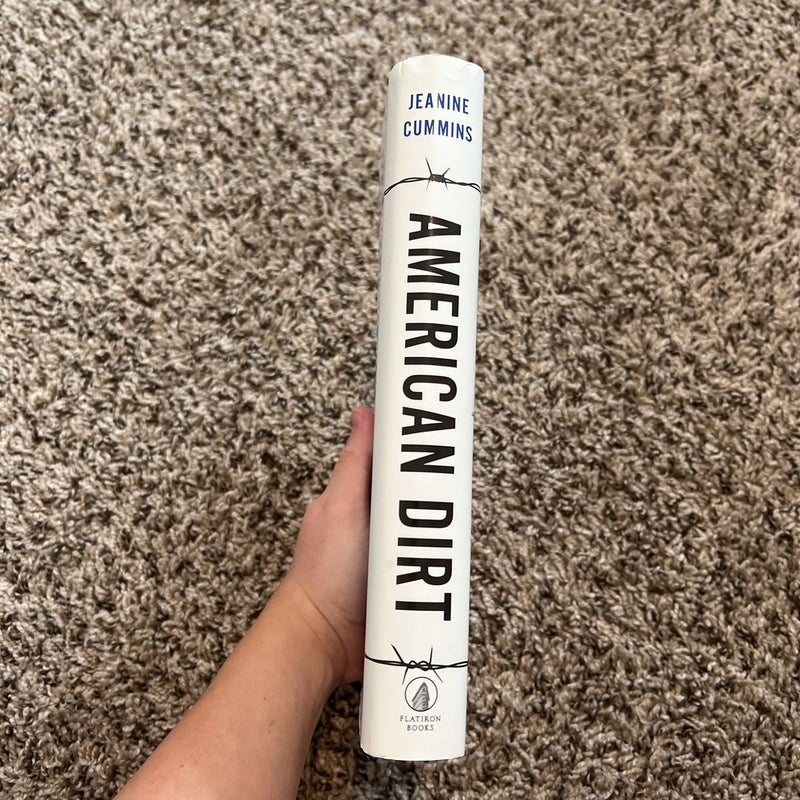 JEANINE
CUMMINS
AMERICAN DIRT
FLATIRON
BOOKS